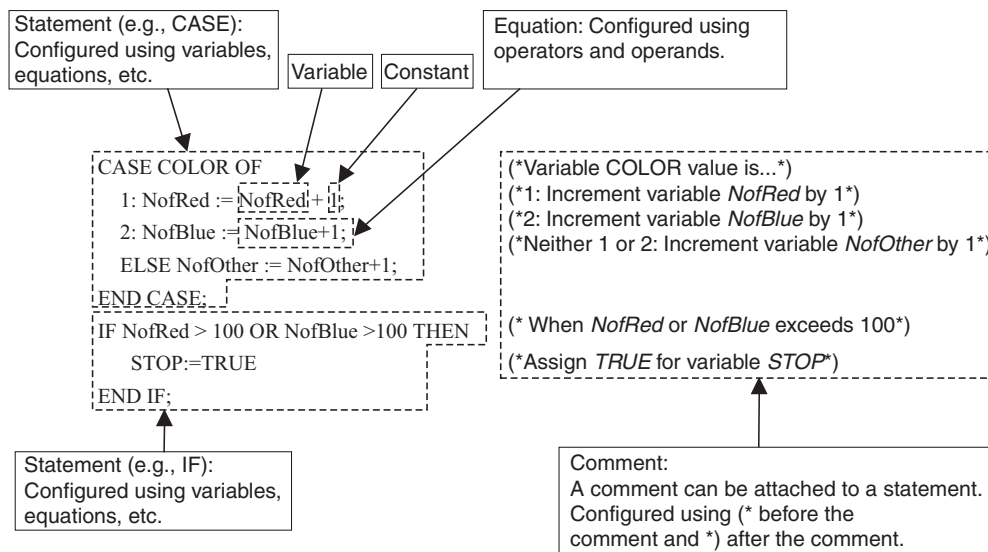 Statement (e.g., CASE):
Configured using variables,
equations, etc.
Variable
Constant
Equation: Configured using
operators and operands.
CASE COLOR OF
1: NofRed := NofRed + 1;
2: NofBlue := NofBlue+1;
ELSE NofOther := NofOther+1;
END CASE;
IF NofRed > 100 OR NofBlue >100 THEN
STOP:=TRUE
END IF;
(*Variable COLOR value is...*)
(*1: Increment variable NofRed by 1*)
(*2: Increment variable NofBlue by 1*)
(*Neither 1 or 2: Increment variable NofOther by 1*)
(* When NofRed or NofBlue exceeds 100*)
(*Assign TRUE for variable STOP*)
Statement (e.g., IF):
Configured using variables,
equations, etc.
Comment:
A comment can be attached to a statement.
Configured using (* before the
comment and *) after the comment.